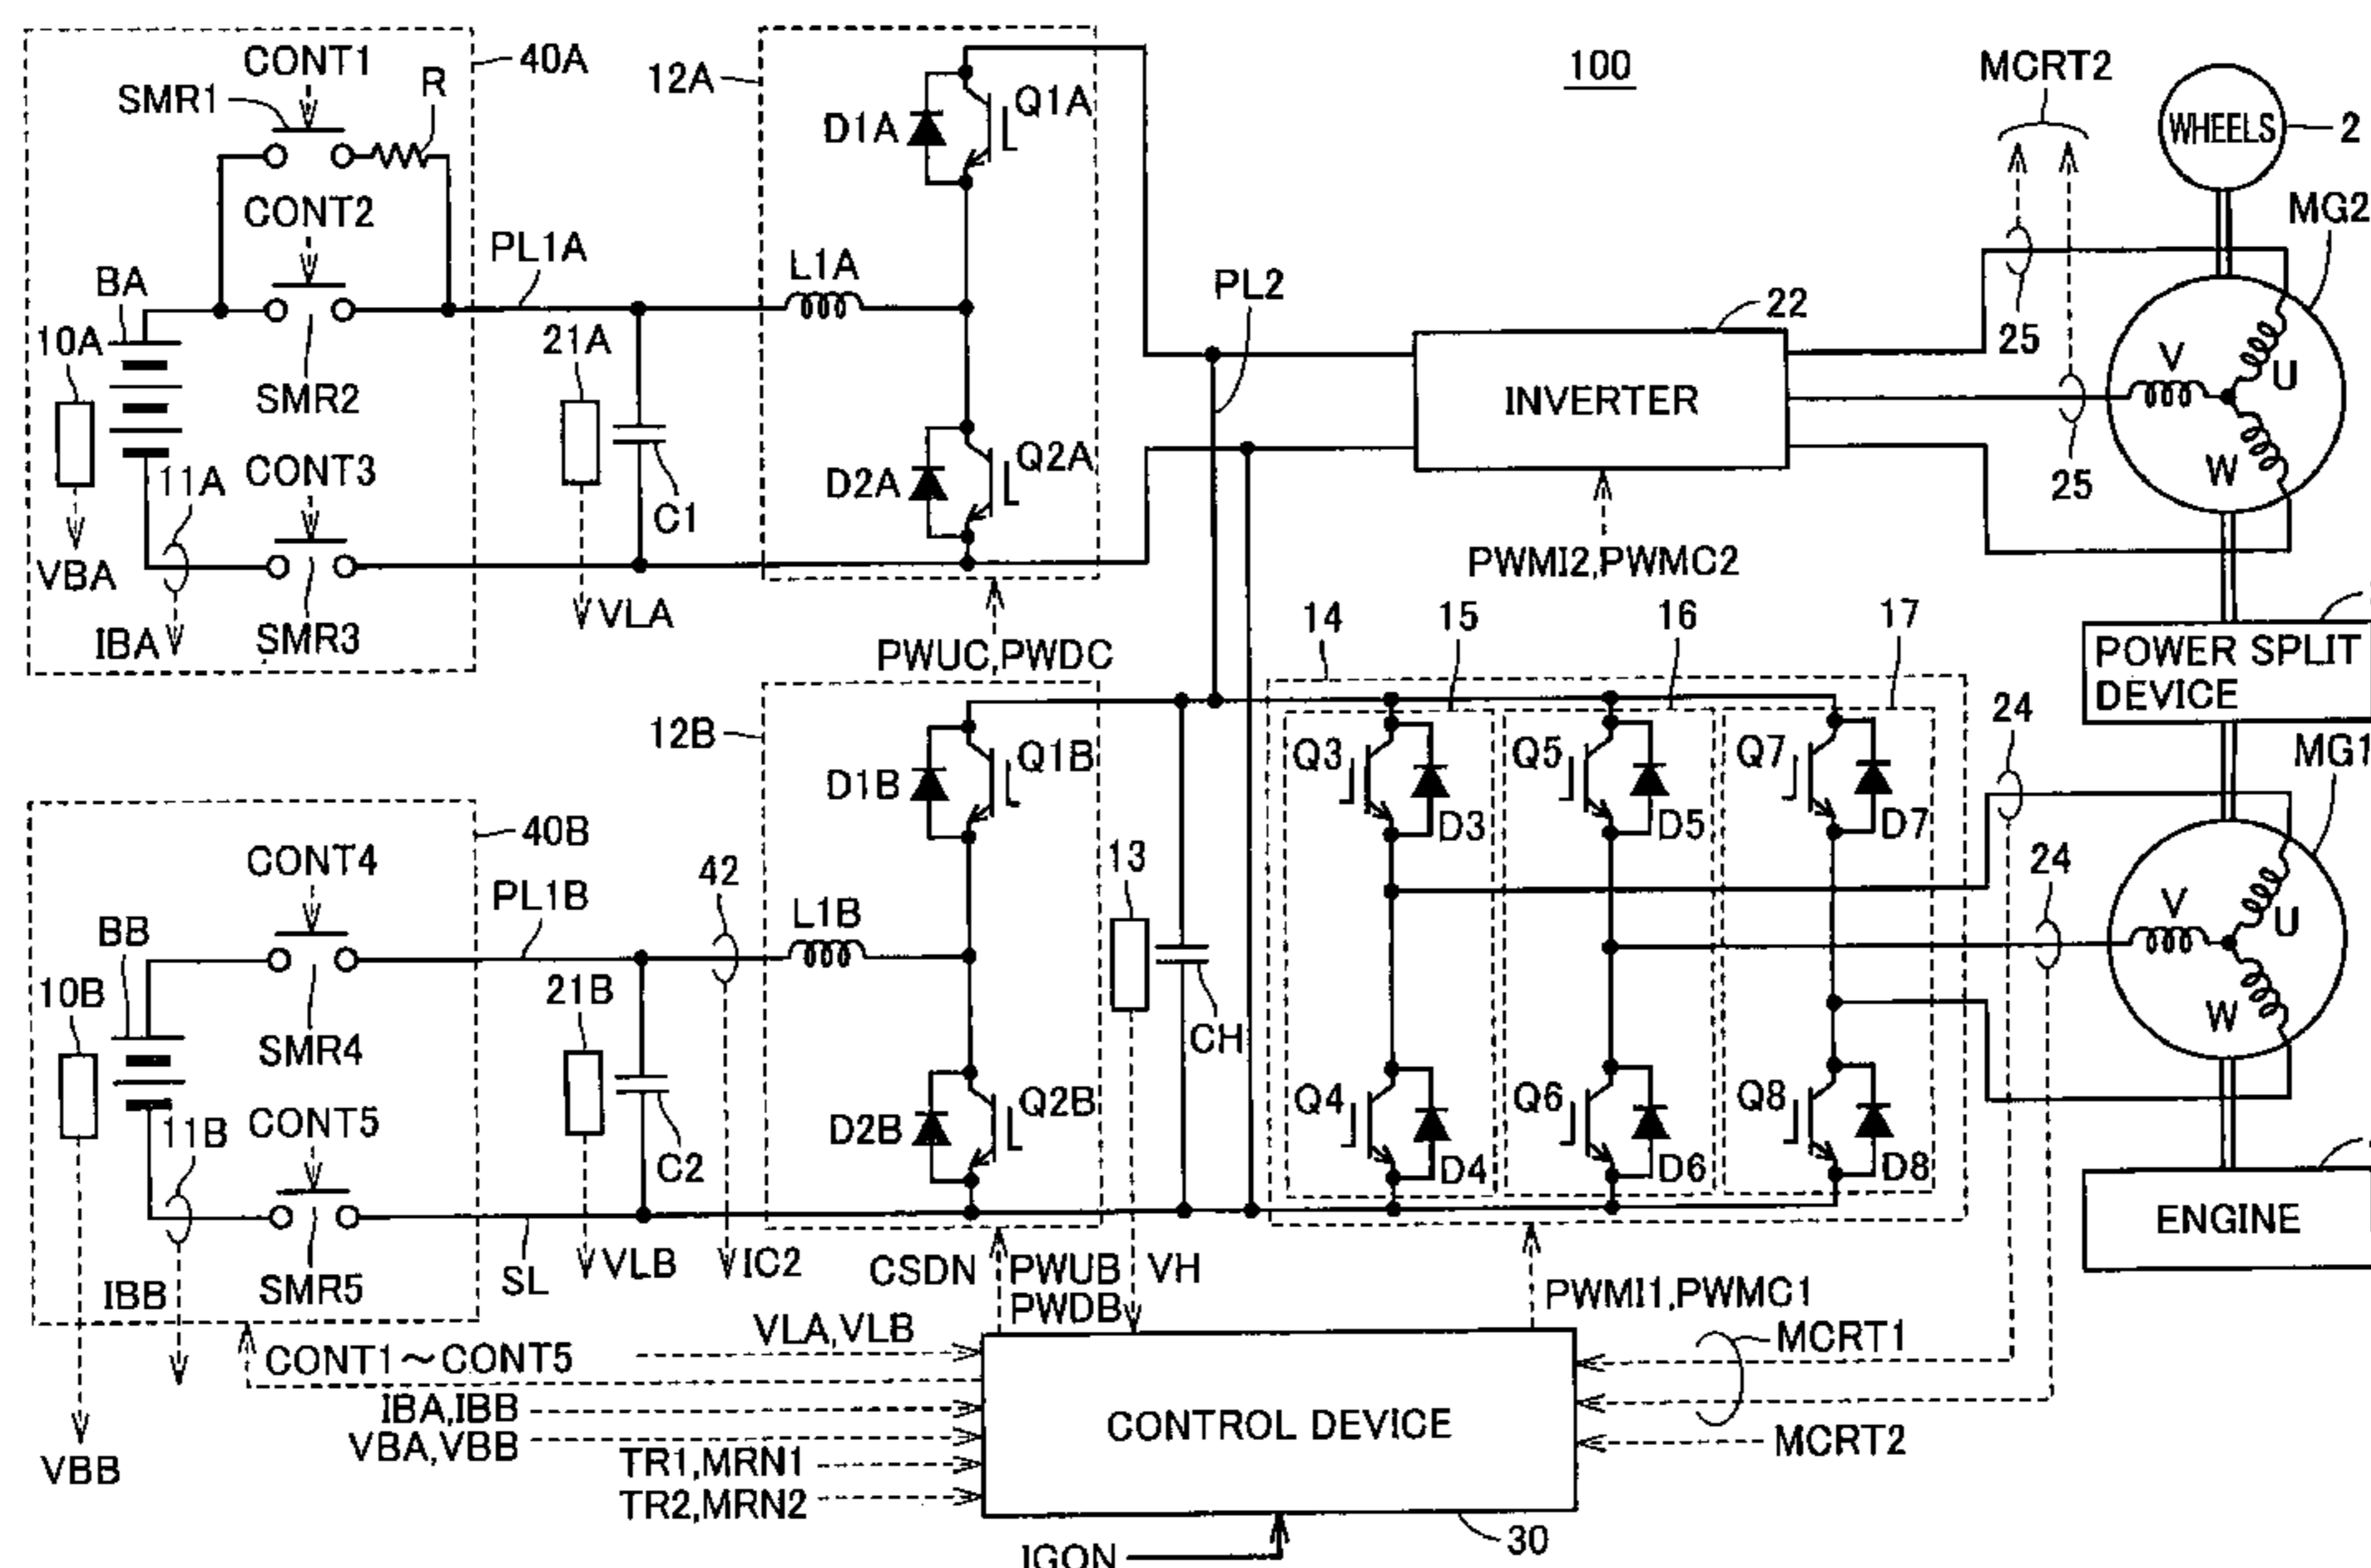 100
CONT1
SMR1
R
40A
CONT2
PL1A
BA
10A
SMR2
11A
CONT3
VBA
IBA
SMR3
21A
C1
VLA
12A
D1A
Q1A
L1A
D2A
Q2A
PWUC,PWDC
PL2
22
INVERTER
PWMI2,PWMC2
MCRT2
WHEELS
2
MG2
25
25
V
U
W
POWER SPLIT
DEVICE
MG1
14
15
16
17
24
24
Q3
D3
Q5
D5
Q7
D7
Q4
D4
Q6
D6
Q8
D8
V
U
W
ENGINE
12B
D1B
Q1B
L1B
D2B
Q2B
13
CH
40B
CONT4
PL1B
42
BB
10B
SMR4
21B
11B
CONT5
C2
IBB
SMR5
SL
VLB
IC2
CSDN
PWUB
PWDB
VH
PWMI1,PWMC1
VBB
CONT1~CONT5
VLA,VLB
IBA,IBB
VBA,VBB
TR1,MRN1
TR2,MRN2
CONTROL DEVICE
MCRT1
MCRT2
30
IGON